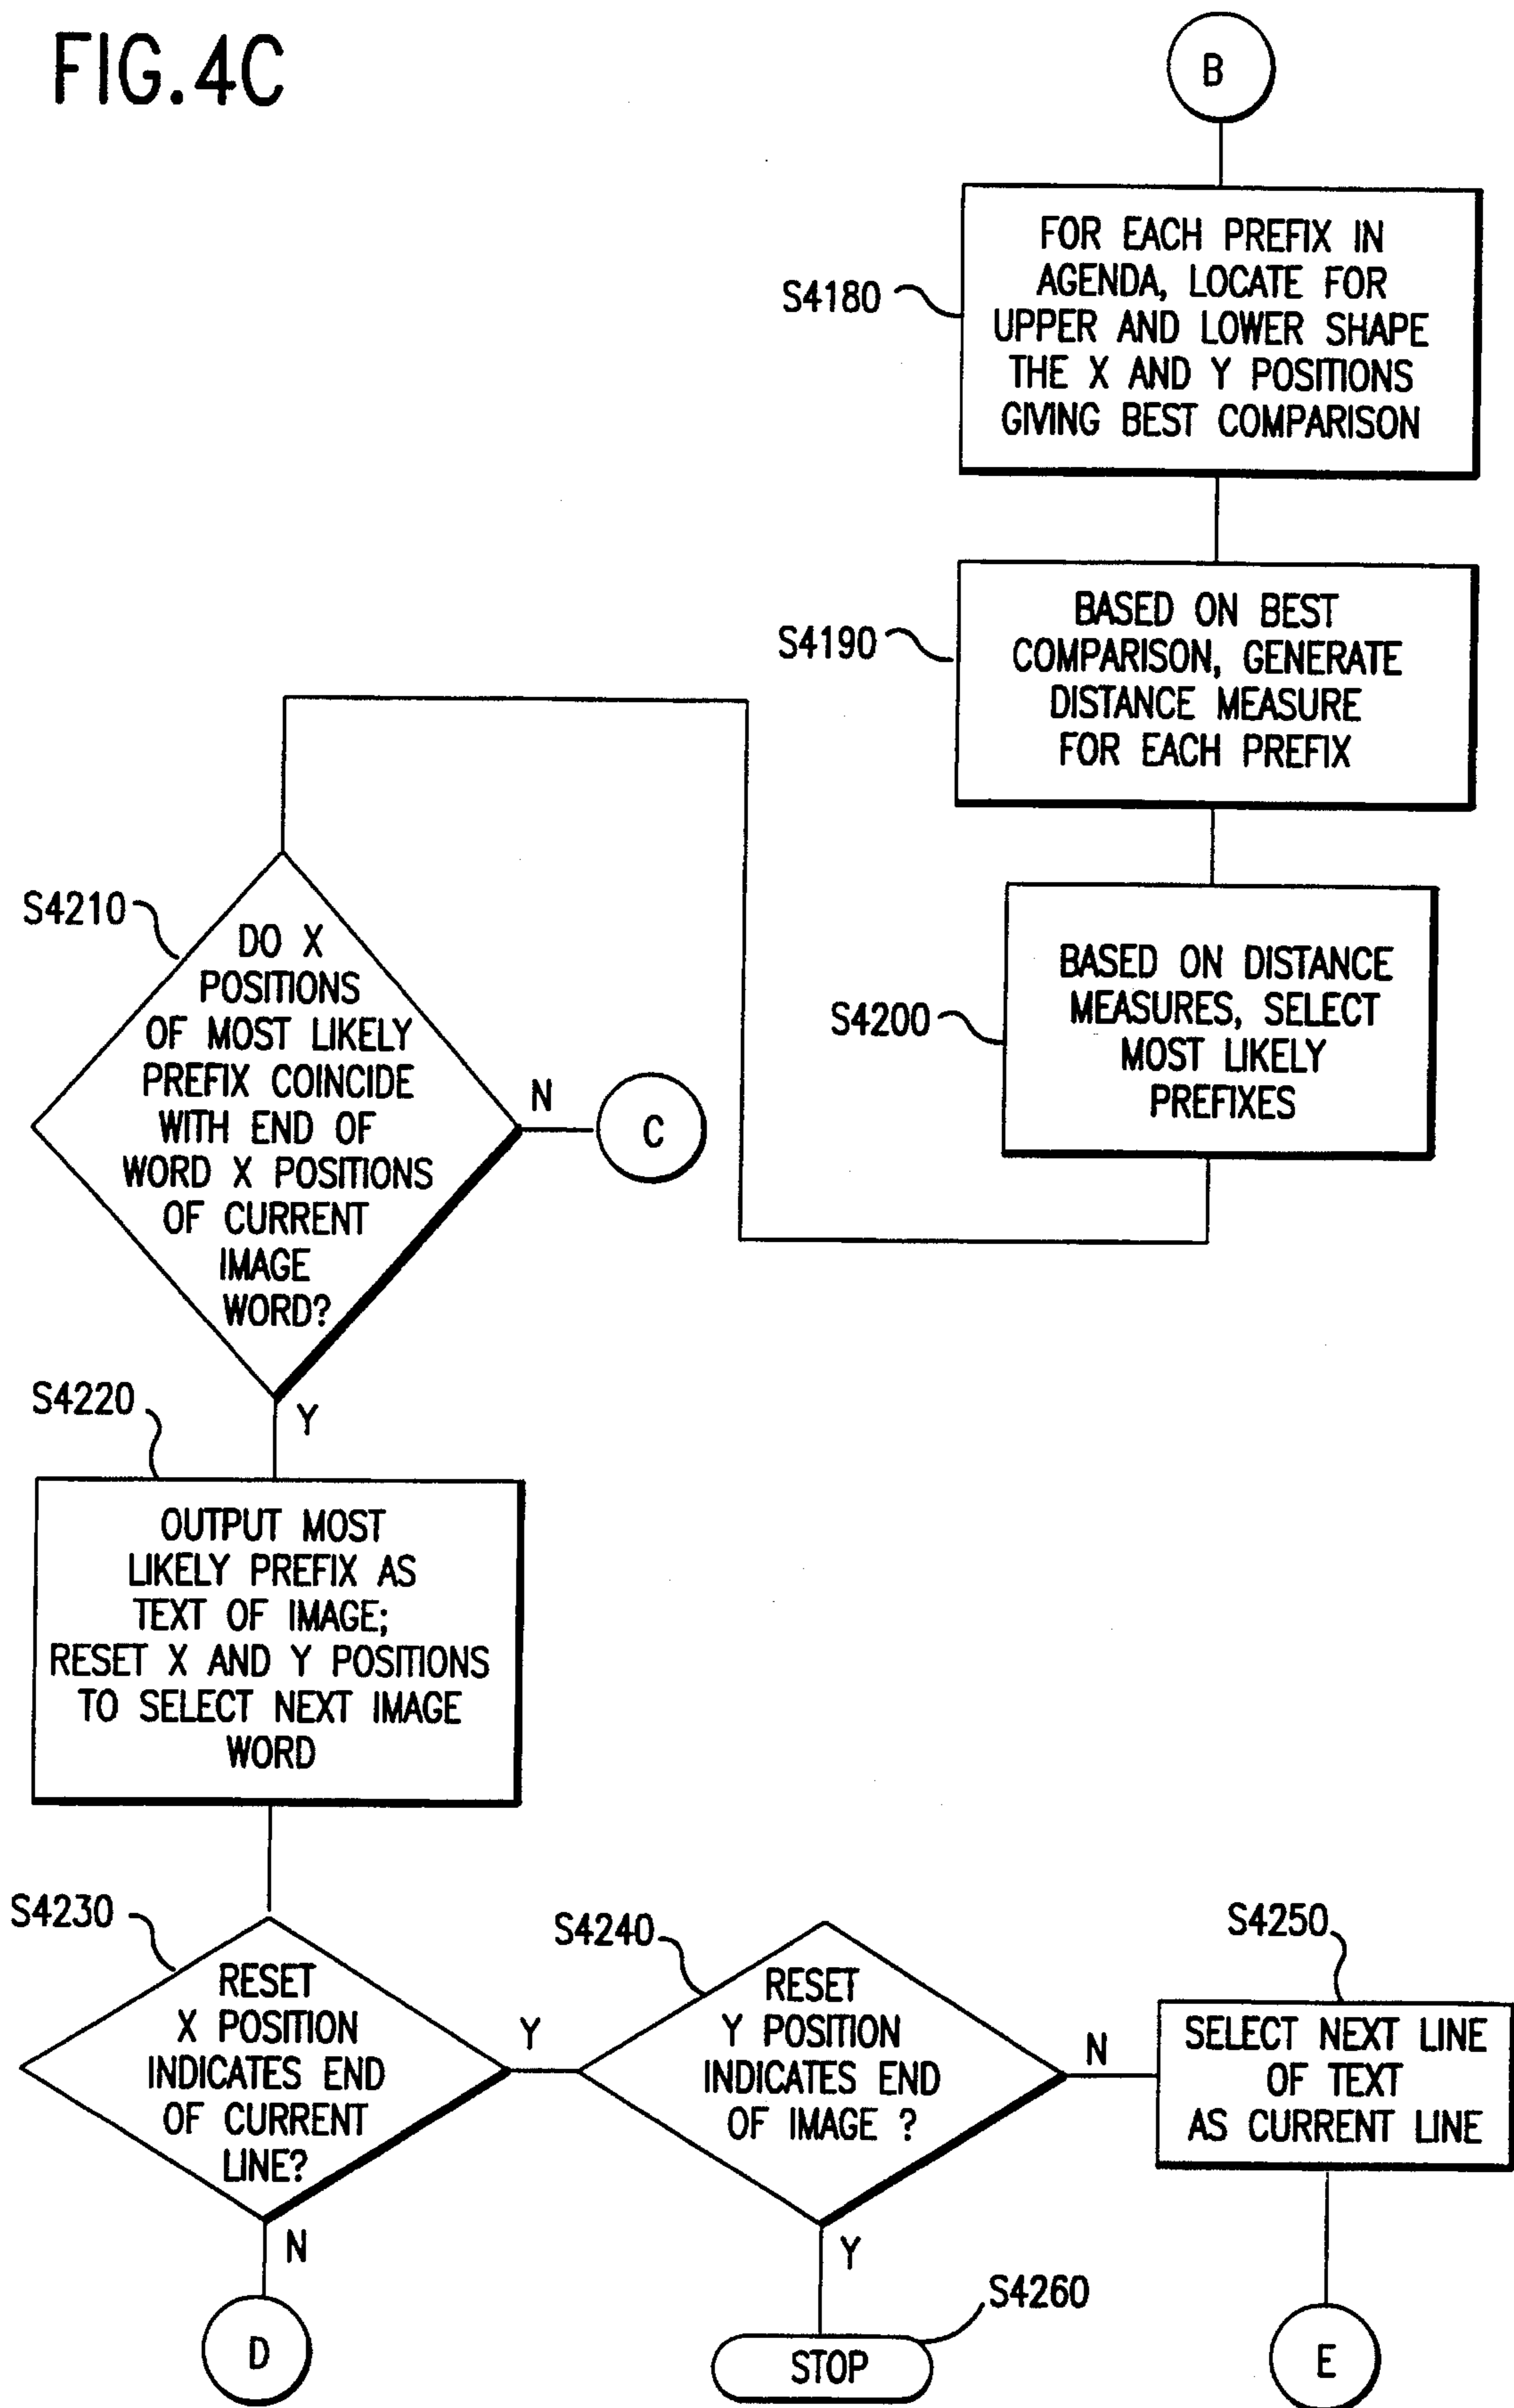 FIG.4C
B
S4180
FOR EACH PREFIX IN
AGENDA, LOCATE FOR
UPPER AND LOWER SHAPE
THE X AND Y POSITIONS
GIVING BEST COMPARISON
S4190
BASED ON BEST
COMPARISON, GENERATE
DISTANCE MEASURE
FOR EACH PREFIX
S4200
BASED ON DISTANCE
MEASURES, SELECT
MOST LIKELY
PREFIXES
S4210
DO X
POSITIONS
OF MOST LIKELY
PREFIX COINCIDE
WITH END OF
WORD X POSITIONS
OF CURRENT
IMAGE
WORD?
N
C
Y
S4220
OUTPUT MOST
LIKELY PREFIX AS
TEXT OF IMAGE;
RESET X AND Y POSITIONS
TO SELECT NEXT IMAGE
WORD
S4230
RESET
X POSITION
INDICATES END
OF CURRENT
LINE?
Y
N
D
S4240
RESET
Y POSITION
INDICATES END
OF IMAGE ?
N
Y
S4250
SELECT NEXT LINE
OF TEXT
AS CURRENT LINE
S4260
STOP
E